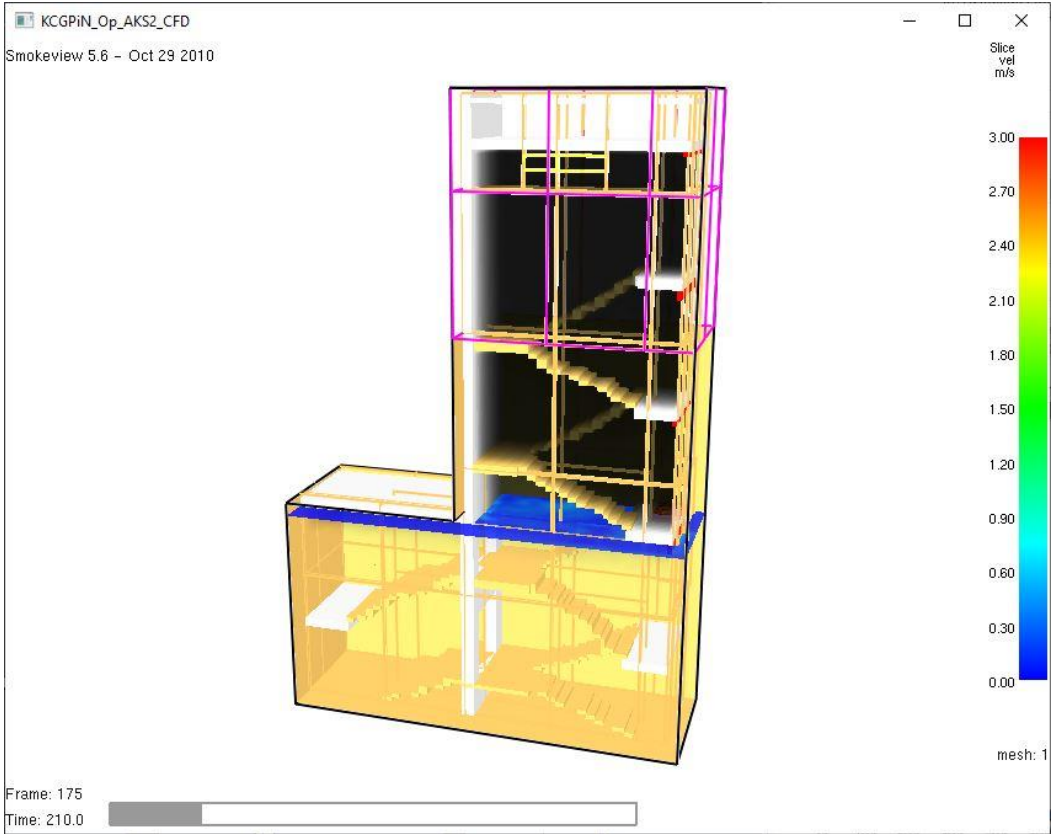 KCGPiN_Op_AKS2_CFD
Smokeview 5.6 - Oct 29 2010
Slice
vel
m/s
3.00
2.70
2.40
2.10
1.80
1.50
1.20
0.90
0.60
0.30
0.00
mesh: 1
Frame: 175
Time: 210.0